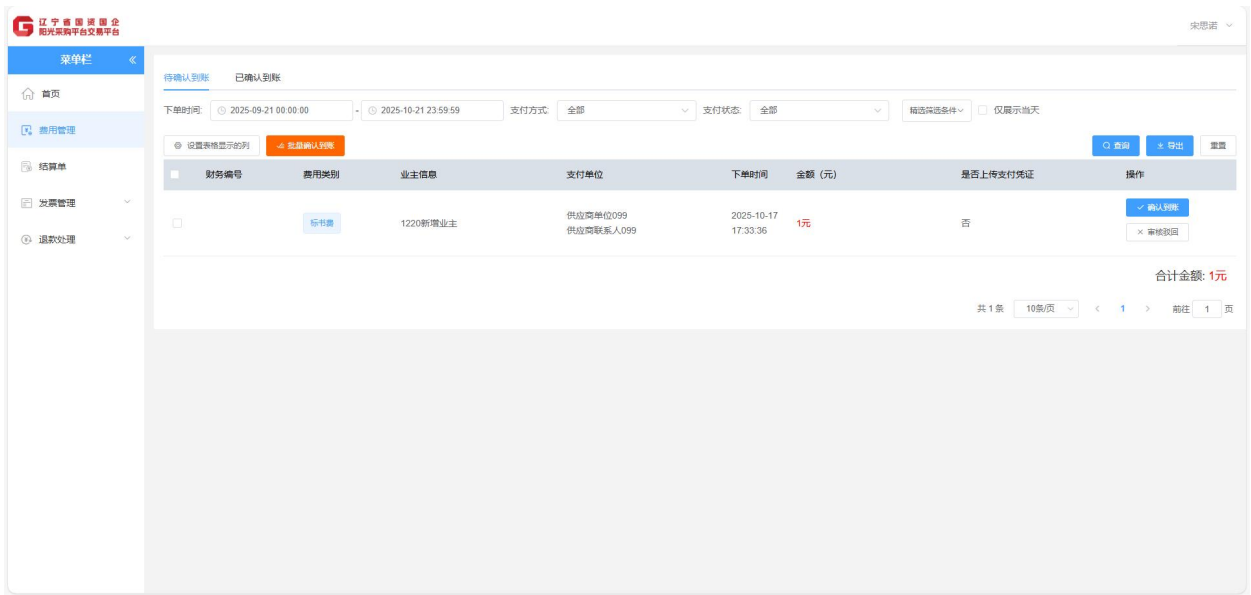 辽宁省国资国企
阳光采购平台交易平台
宋思诺
菜单栏
首页
费用管理
结算单
发票管理
退款处理
待确认到账 已确认到账
下单时间: 2025-09-21 00:00:00 - 2025-10-21 23:59:59 支付方式: 全部 支付状态: 全部 精选筛选条件 仅展示当天
设置表格显示的列 批量确认到账 查询 导出 重置
财务编号 费用类别 业主信息 支付单位 下单时间 金额（元） 是否上传支付凭证 操作
标书费 1220新增业主 供应商单位099 2025-10-17 1元 否 确认到账
供应商联系人099 17:33:36 审核驳回
合计金额: 1元
共 1 条 10条/页 < 1 > 前往 1 页